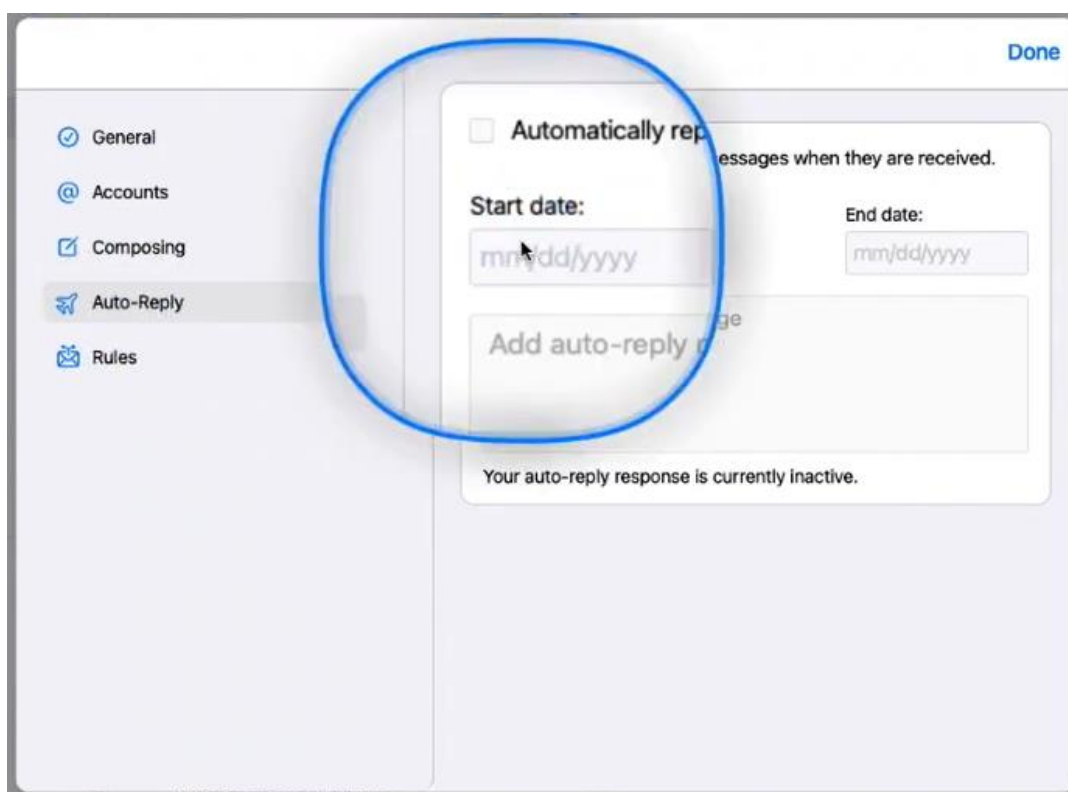 Done
General
Accounts
Composing
Auto-Reply
Rules
Automatically rep
essages when they are received.
Start date:
End date:
mm/dd/yyyy
mm/dd/yyyy
Add auto-reply
ge
Your auto-reply response is currently inactive.